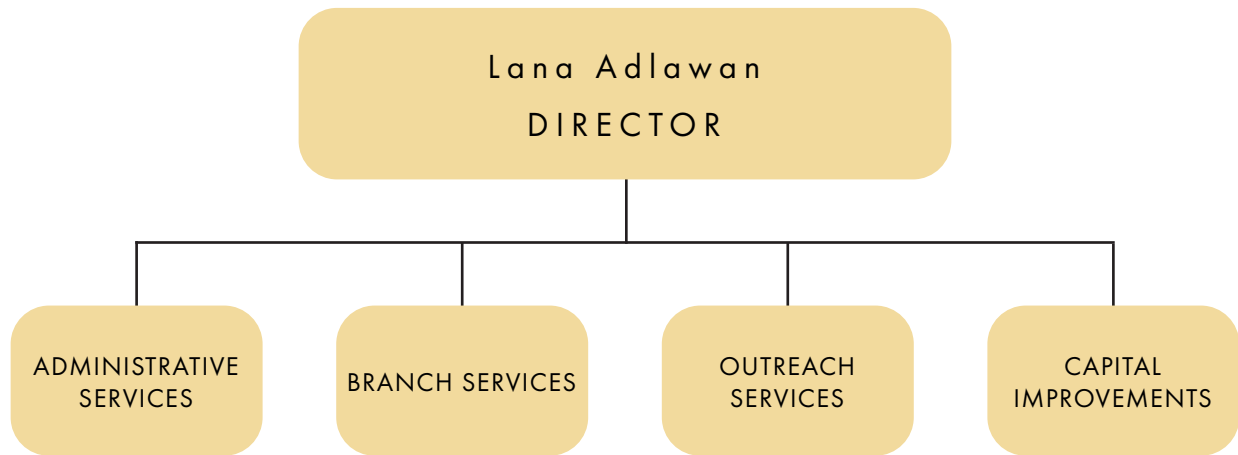 Lana Adlawan
DIRECTOR
ADMINISTRATIVE
SERVICES
BRANCH SERVICES
OUTREACH
SERVICES
CAPITAL
IMPROVEMENTS